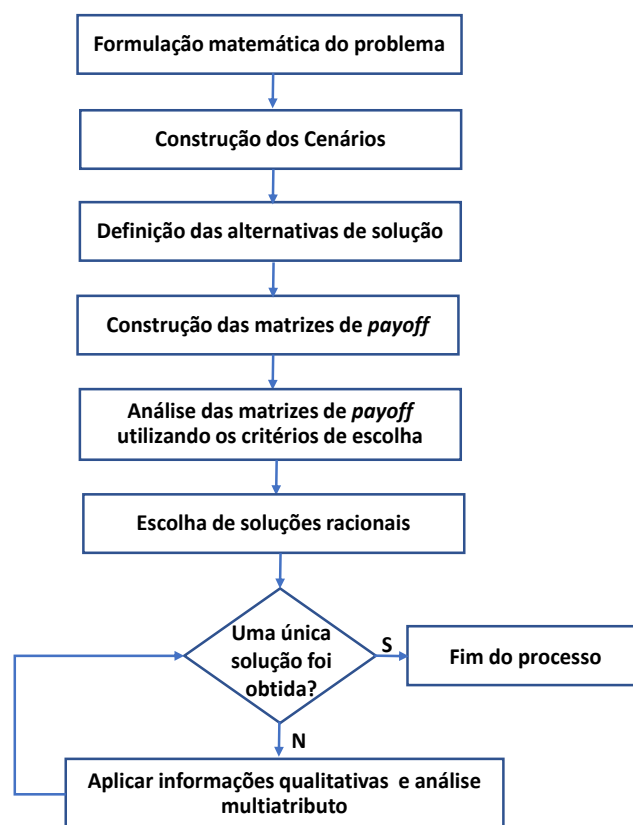 Formulação matemática do problema
Construção dos Cenários
Definição das alternativas de solução
Construção das matrizes de payoff
Análise das matrizes de payoff
utilizando os critérios de escolha
Escolha de soluções racionais
Uma única
solução foi
obtida?
S
Fim do processo
N
Aplicar informações qualitativas e análise
multiatributo